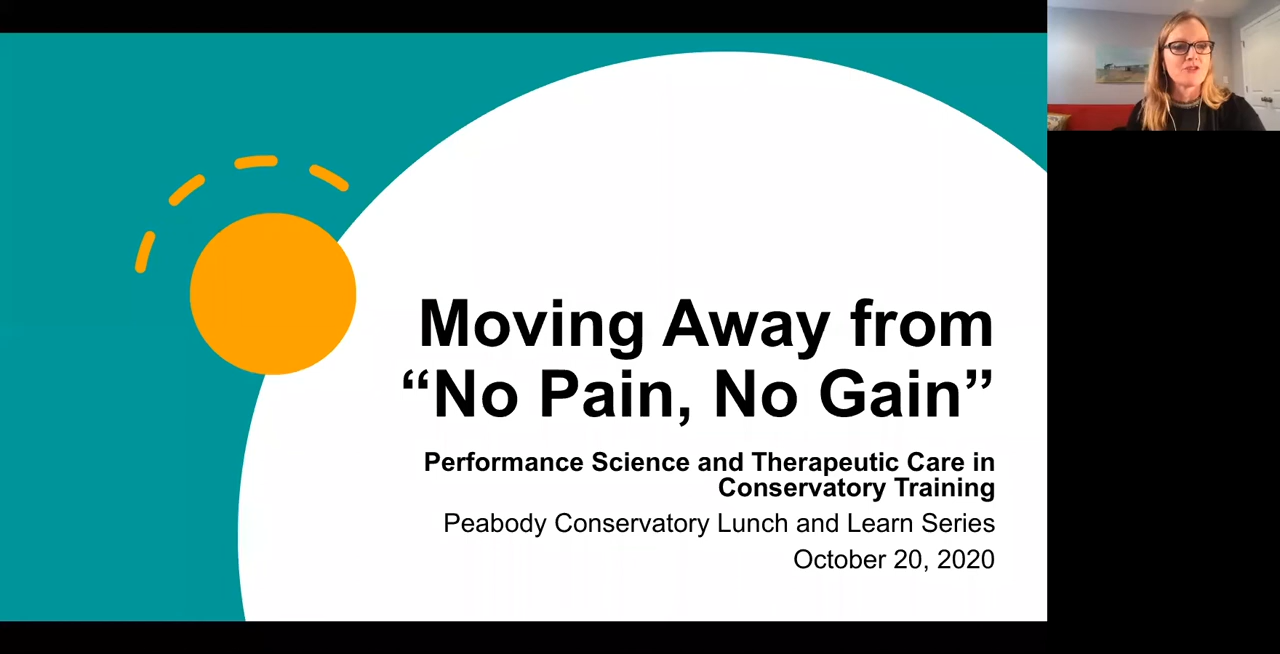 Moving Away from
“No Pain, No Gain”
Performance Science and Therapeutic Care in
Conservatory Training
Peabody Conservatory Lunch and Learn Series
October 20, 2020